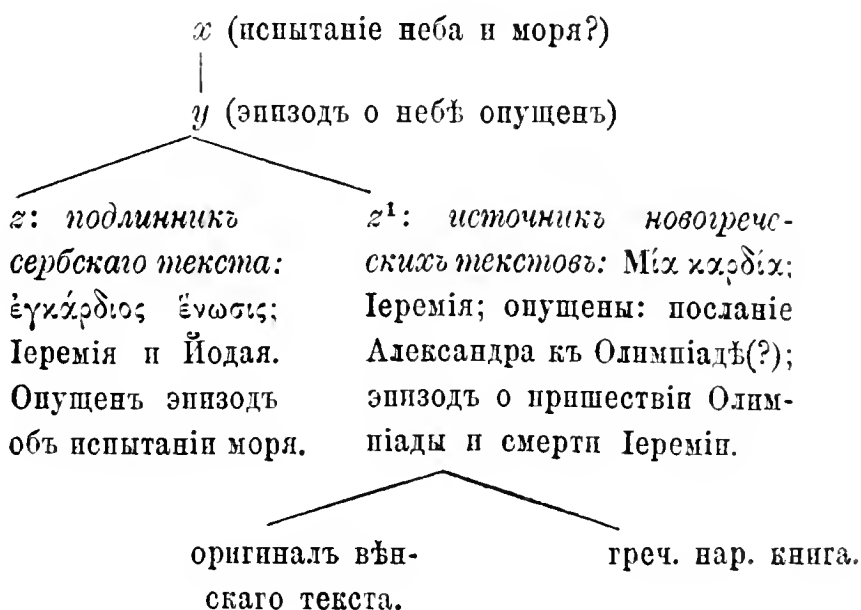 x (испытаніе неба и моря?)
y (эпизодъ о небѣ опущенъ)
z: подлинникъ
сербскаго текста:
ἐγκάρδιος ἕνωσις;
Іеремія и Йодая.
Опущенъ эпизодъ
объ испытаніи моря.
z¹: источникъ новогрече-
скихъ текстовъ: Μία καρδία;
Іеремія; опущены: посланіе
Александра къ Олимпіадѣ(?);
эпизодъ о пришествіи Олим-
піады и смерти Іереміи.
оригиналъ вѣн-
скаго текста.
греч. нар. книга.